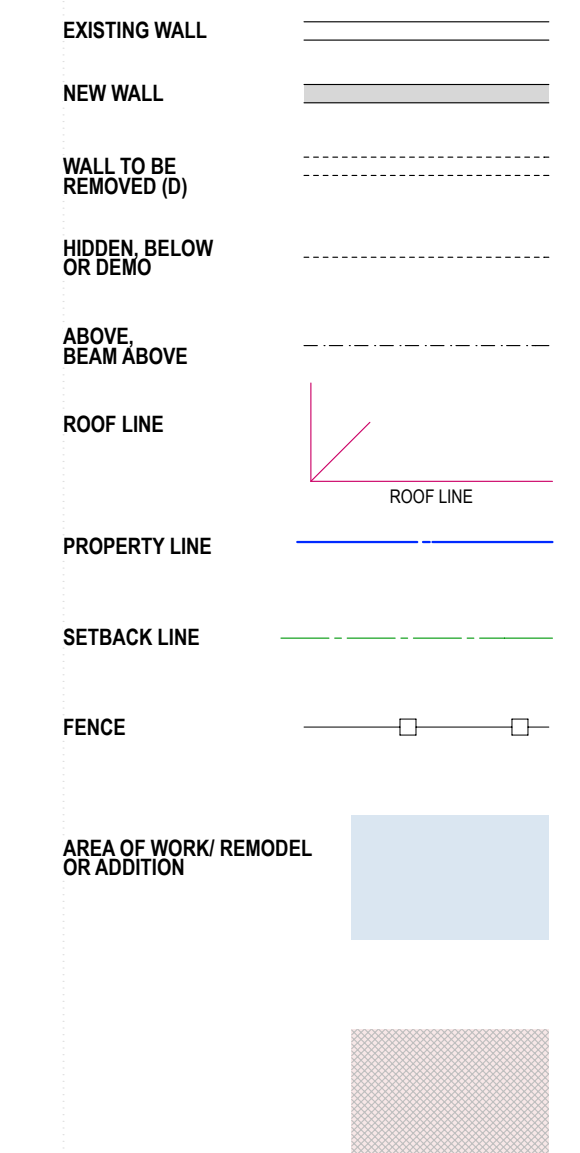 EXISTING WALL
NEW WALL
WALL TO BE
REMOVED (D)
HIDDEN, BELOW
OR DEMO
ABOVE,
BEAM ABOVE
ROOF LINE
ROOF LINE
PROPERTY LINE
SETBACK LINE
FENCE
AREA OF WORK/ REMODEL
OR ADDITION